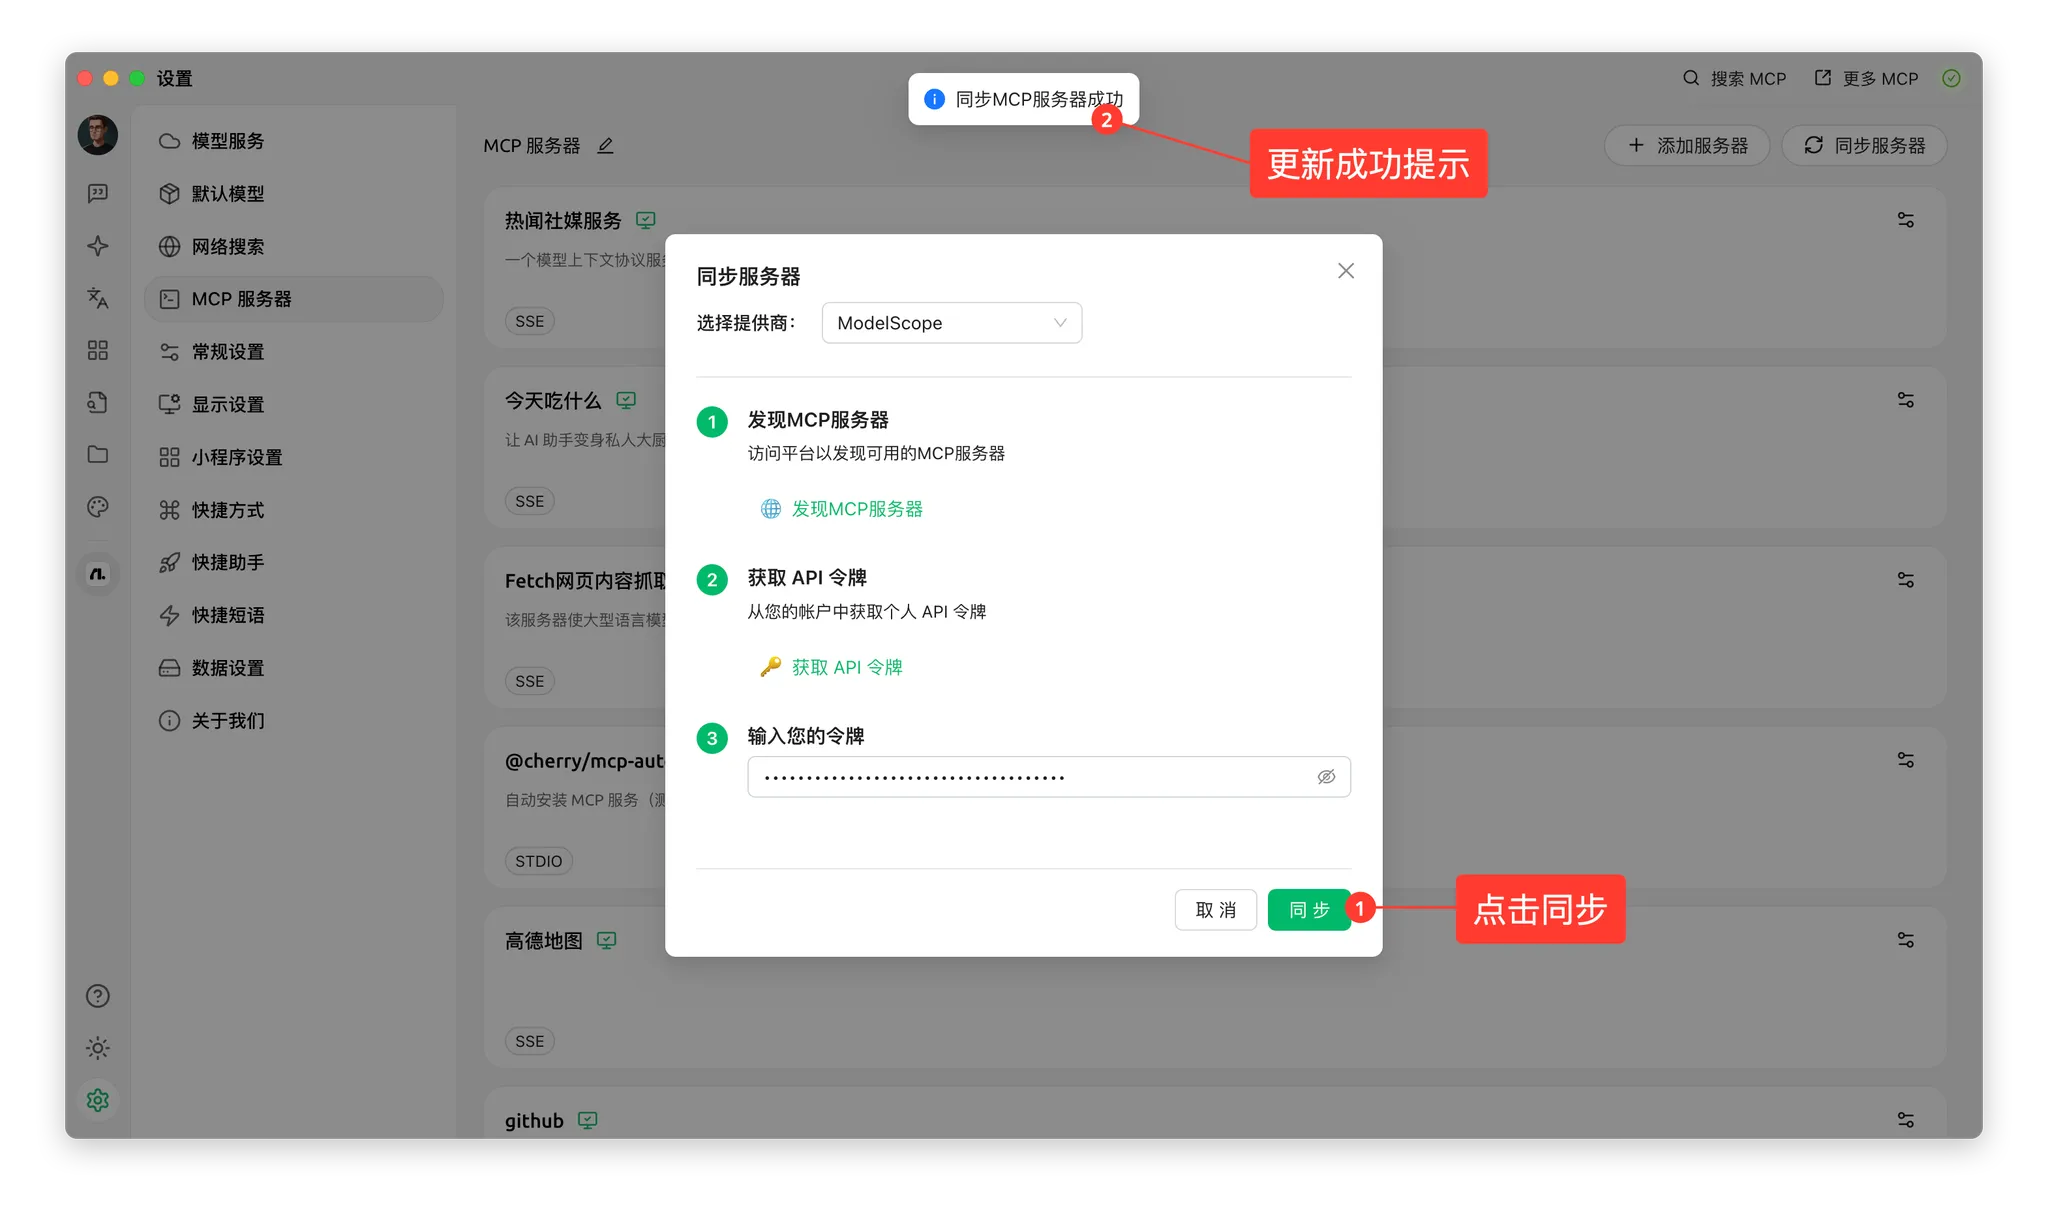 设置
同步MCP服务器成功
搜索 MCP
更多 MCP
2
更新成功提示
模型服务
默认模型
网络搜索
MCP 服务器
常规设置
显示设置
小程序设置
快捷方式
快捷助手
快捷短语
数据设置
关于我们
MCP 服务器
添加服务器
同步服务器
热闻社媒服务
一个模型上下文协议服务
SSE
今天吃什么
让 AI 助手变身私人大厨
SSE
Fetch网页内容抓取
该服务器使大型语言模型
SSE
@cherry/mcp-auto
自动安装 MCP 服务（测
STDIO
高德地图
SSE
github
同步服务器
选择提供商：
ModelScope
1
发现MCP服务器
访问平台以发现可用的MCP服务器
发现MCP服务器
2
获取 API 令牌
从您的帐户中获取个人 API 令牌
获取 API 令牌
3
输入您的令牌
取 消
同 步
1
点击同步